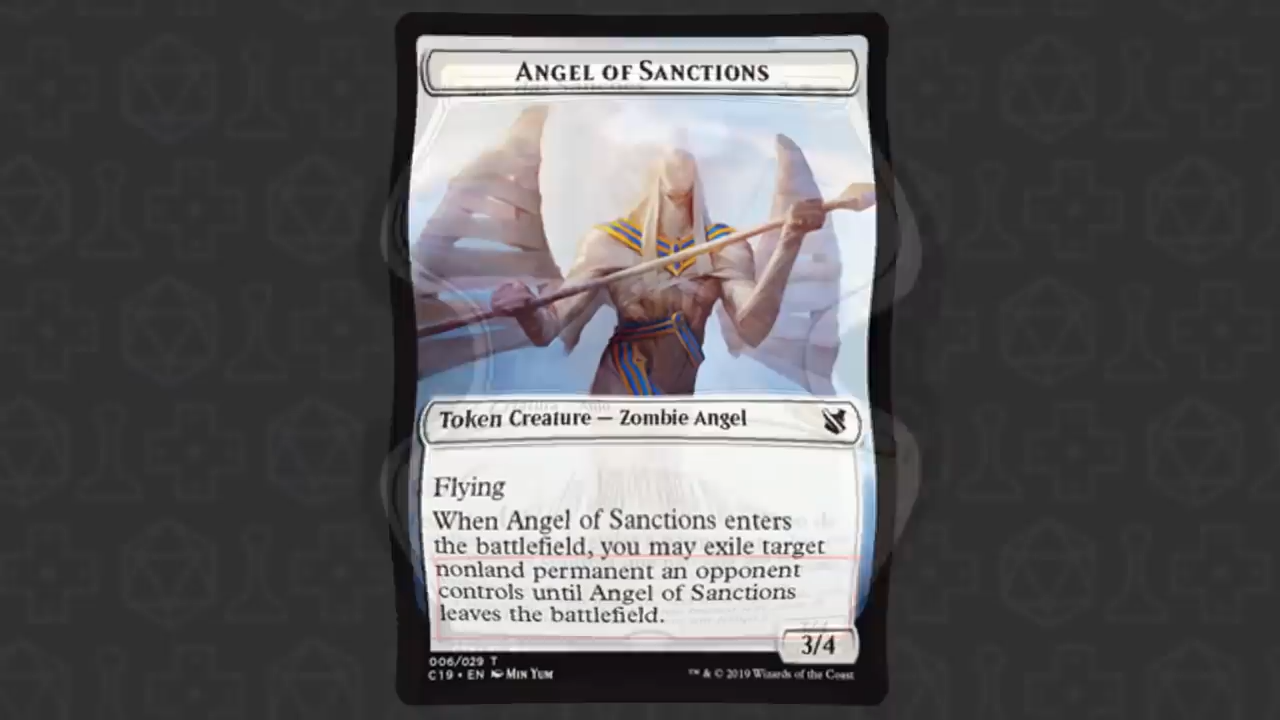 ANGEL OF SANCTIONS
Token Creature — Zombie Angel
Flying
When Angel of Sanctions enters
the battlefield, you may exile target
nonland permanent an opponent
controls until Angel of Sanctions
leaves the battlefield.
3/4
006/029 T
C19 • EN MIN YUM
™ & © 2019 Wizards of the Coast